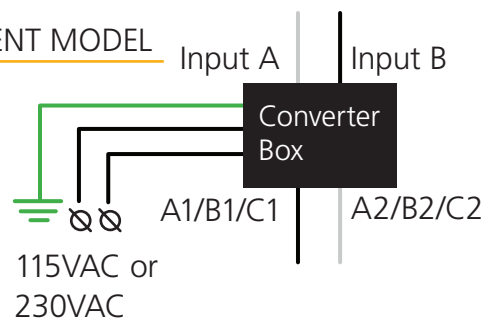 ENT MODEL
Input A
Input B
Converter
Box
A1/B1/C1
A2/B2/C2
115VAC or
230VAC